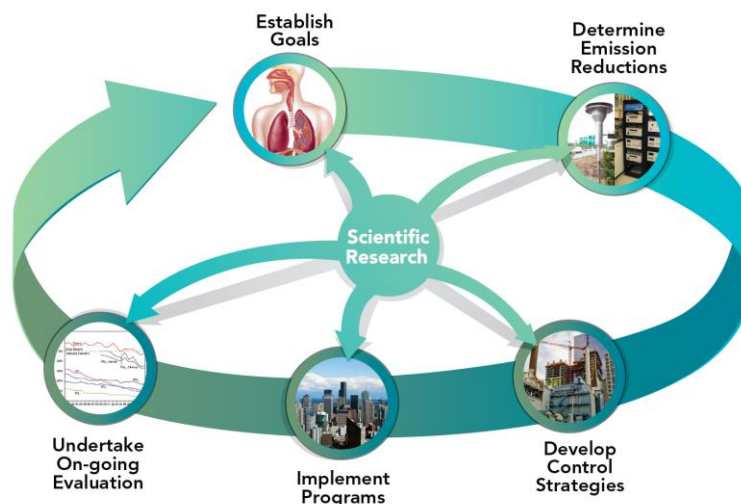 Establish
Goals
Determine
Emission
Reductions
Scientific
Research
Undertake
On-going
Evaluation
Implement
Programs
Develop
Control
Strategies